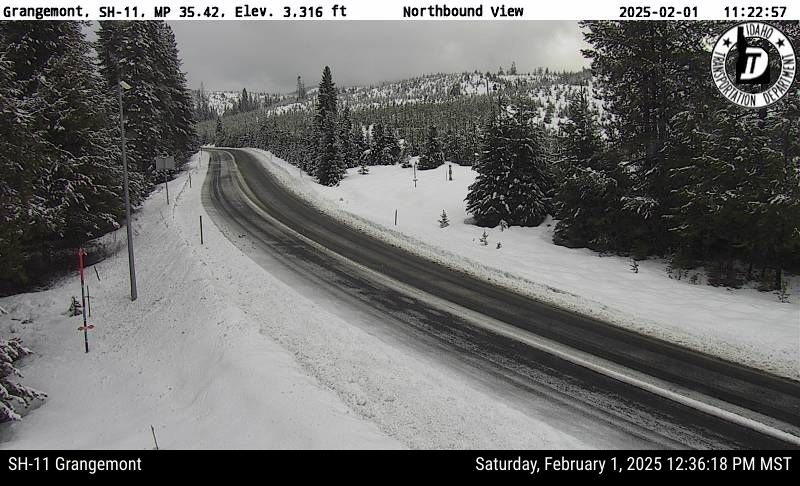 Grangemont, SH-11, MP 35.42, Elev. 3,316 ft Northbound View 2025-02-01 11:22:57
IDAHO
TRANSPORTATION DEPARTMENT
SH-11 Grangemont Saturday, February 1, 2025 12:36:18 PM MST